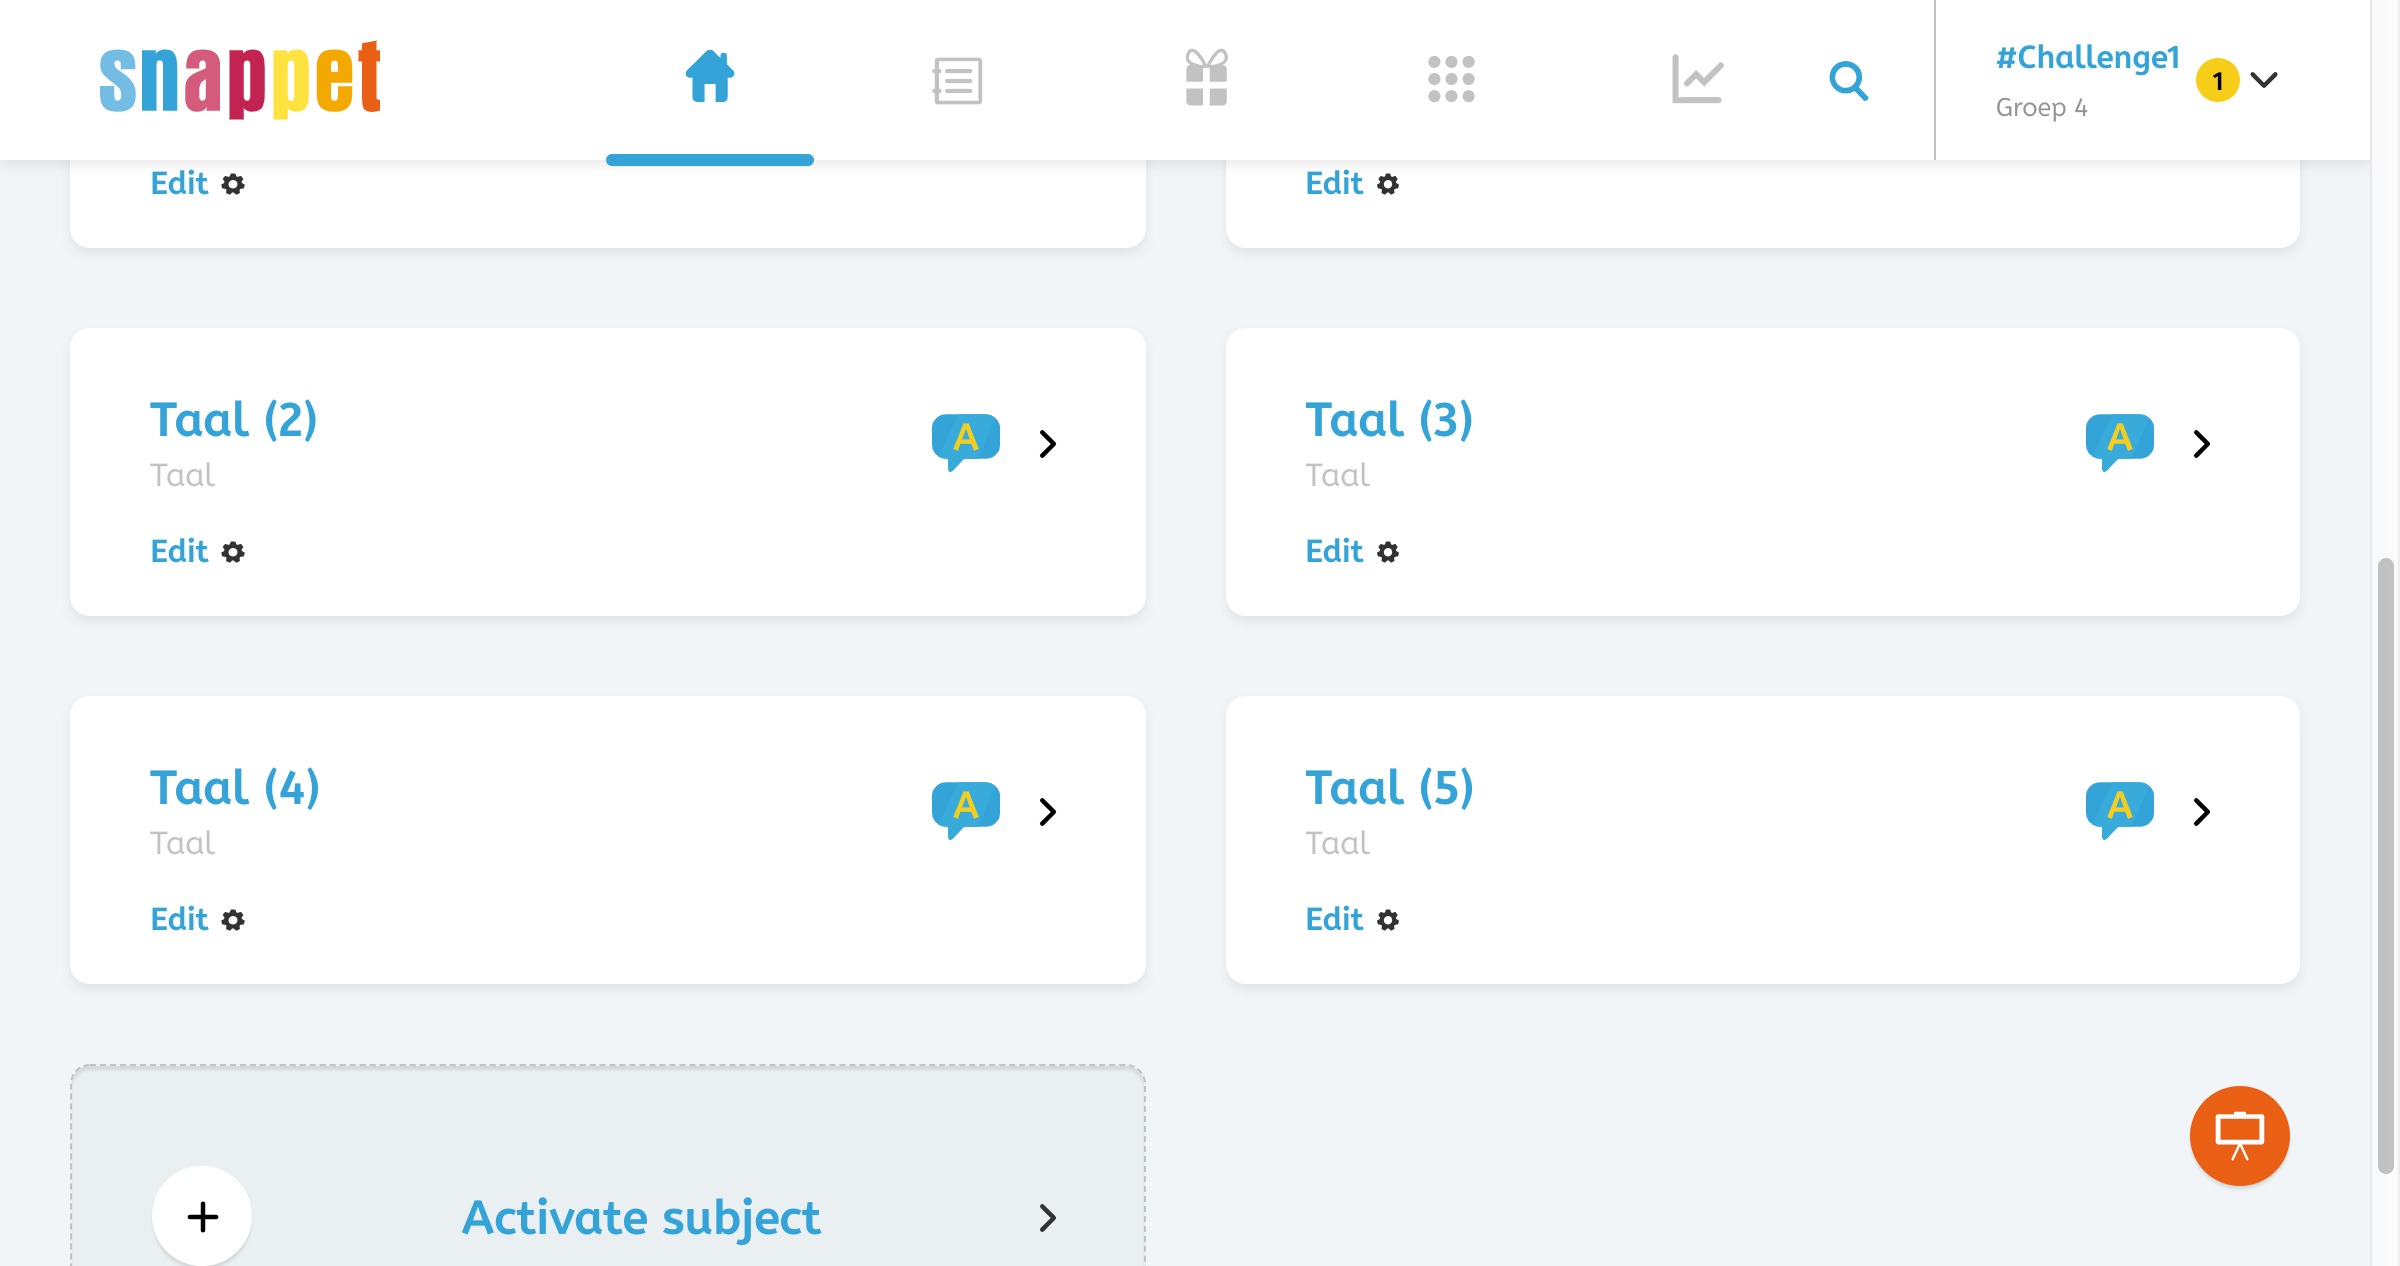 snappet
#Challenge1
Groep 4
1
Edit
Edit
Taal (2)
Taal
A
Edit
Taal (3)
Taal
A
Edit
Taal (4)
Taal
A
Edit
Taal (5)
Taal
A
Edit
Activate subject